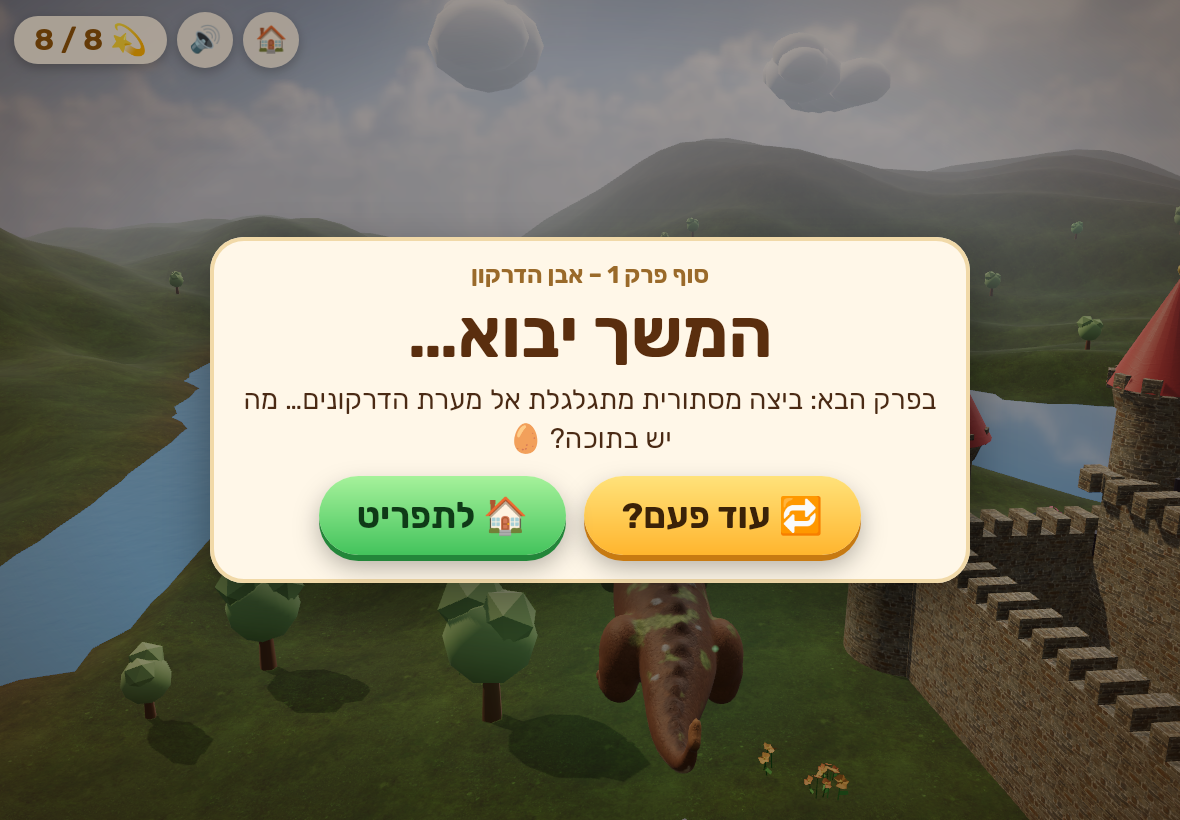 8 / 8
סוף פרק 1 – אבן הדרקון
המשך יבוא...
בפרק הבא: ביצה מסתורית מתגלגלת אל מערת הדרקונים... מה
יש בתוכה? 🥚
🔁 עוד פעם?
🏠 לתפריט